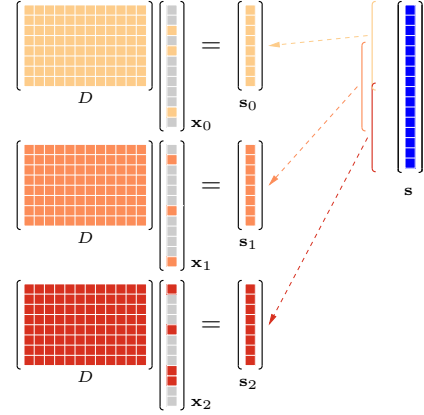 =
D
x₀
s₀
s
=
D
x₁
s₁
=
D
x₂
s₂